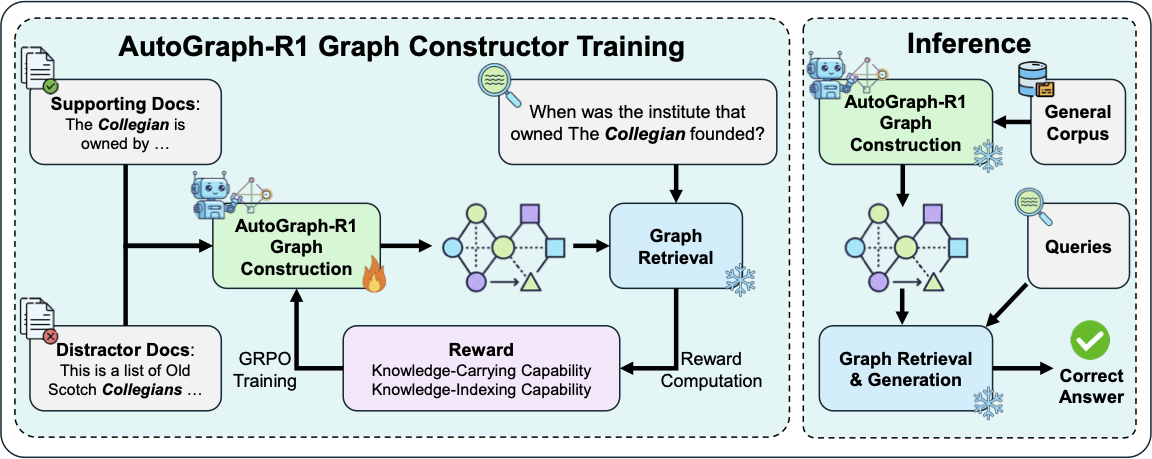 AutoGraph-R1 Graph Constructor Training
Supporting Docs:
The Collegian is
owned by ...
When was the institute that
owned The Collegian founded?
AutoGraph-R1
Graph
Construction
Graph
Retrieval
Distractor Docs:
This is a list of Old
Scotch Collegians ...
GRPO
Training
Reward
Knowledge-Carrying Capability
Knowledge-Indexing Capability
Reward
Computation
Inference
AutoGraph-R1
Graph
Construction
General
Corpus
Queries
Graph Retrieval
& Generation
Correct
Answer